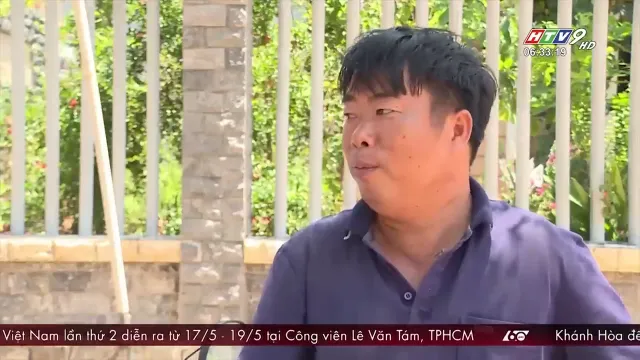 HTV9 HD
06:33:19
Việt Nam lần thứ 2 diễn ra từ 17/5 - 19/5 tại Công viên Lê Văn Tám, TPHCM 60 Khánh Hòa